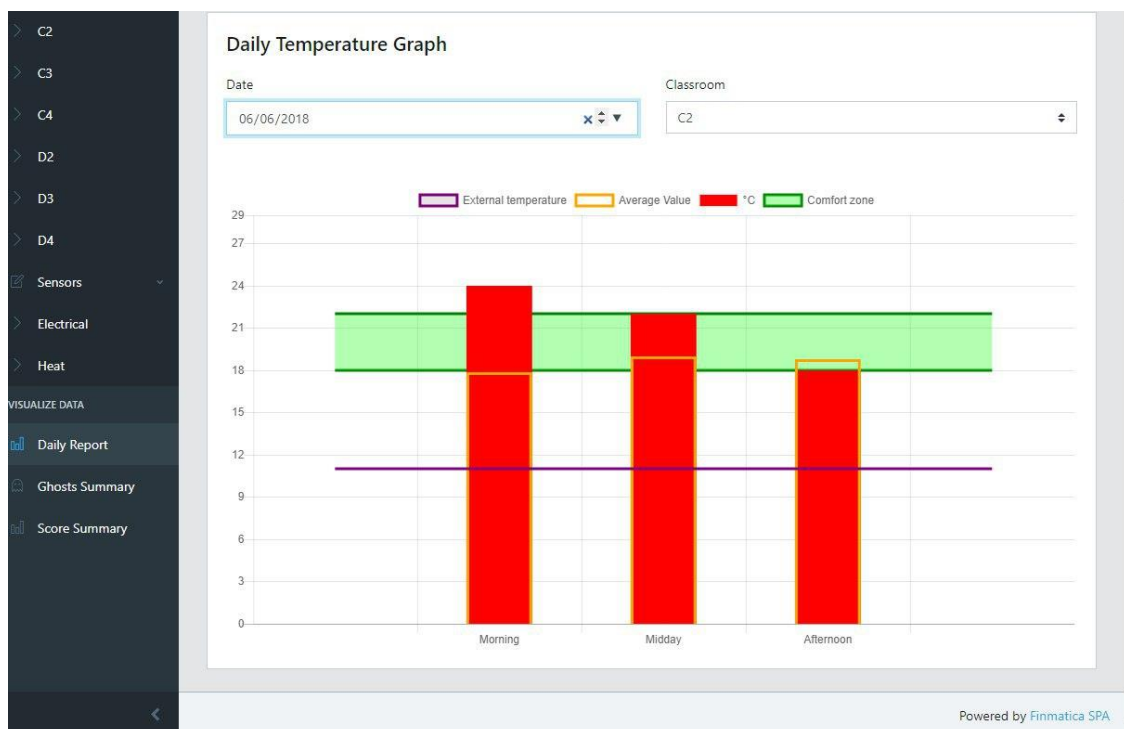 C2
C3
C4
D2
D3
D4
Sensors
Electrical
Heat
VISUALIZE DATA
Daily Report
Ghosts Summary
Score Summary
Daily Temperature Graph
Date
Classroom
06/06/2018
C2
External temperature Average Value °C Comfort zone
29
27
24
21
18
15
12
9
6
3
0
Morning Midday Afternoon
Powered by Finmatica SPA